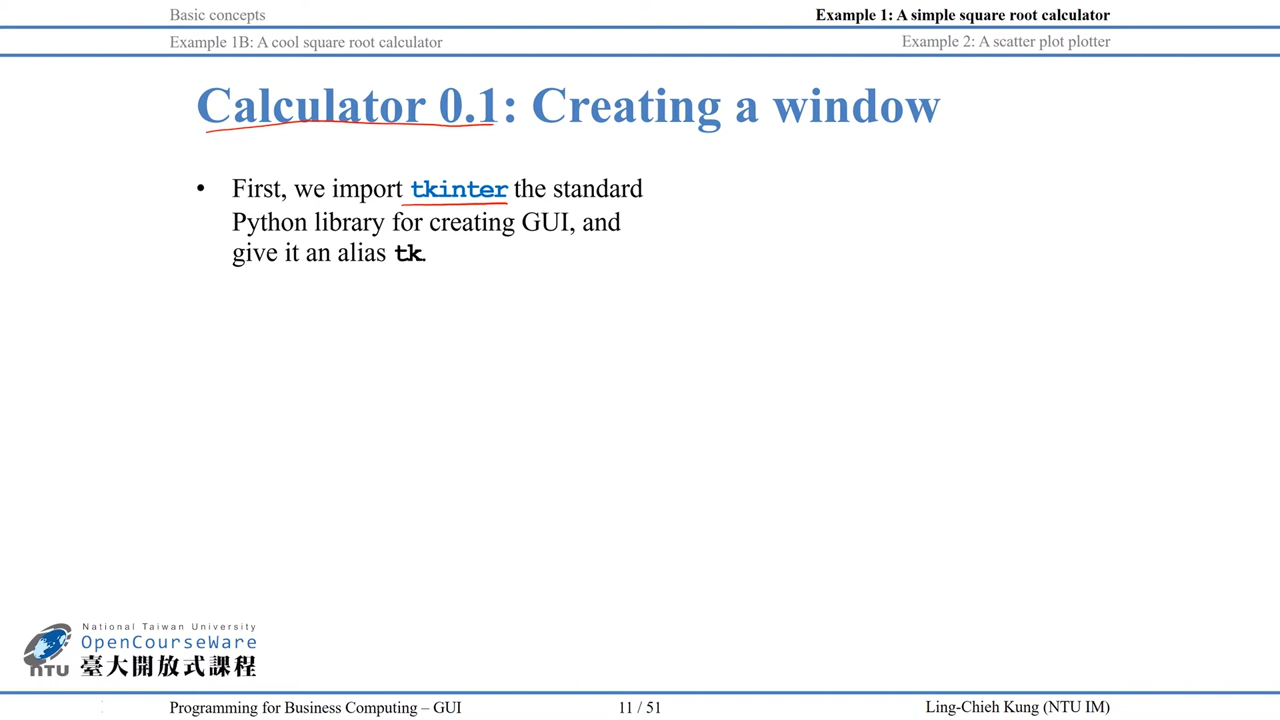 Basic concepts
Example 1: A simple square root calculator
Example 1B: A cool square root calculator
Example 2: A scatter plot plotter
Calculator 0.1: Creating a window
• First, we import tkinter the standard
Python library for creating GUI, and
give it an alias tk.
National Taiwan University
OpenCourseWare
NTU 臺大開放式課程
Programming for Business Computing – GUI
11 / 51
Ling-Chieh Kung (NTU IM)